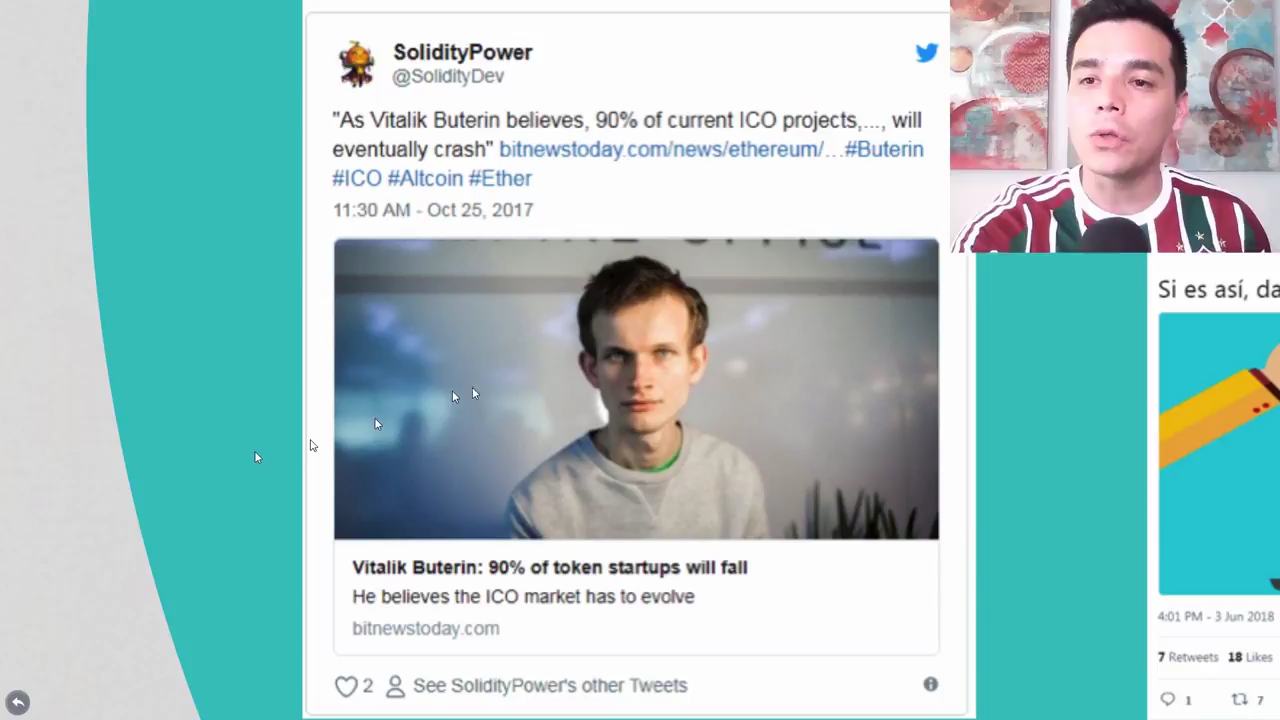 SolidityPower
@SolidityDev
"As Vitalik Buterin believes, 90% of current ICO projects,..., will
eventually crash" bitnewstoday.com/news/ethereum/…#Buterin
#ICO #Altcoin #Ether
11:30 AM - Oct 25, 2017
Vitalik Buterin: 90% of token startups will fall
He believes the ICO market has to evolve
bitnewstoday.com
2 See SolidityPower's other Tweets
Si es así, da
4:01 PM - 3 Jun 2018
7 Retweets 18 Likes
1 7